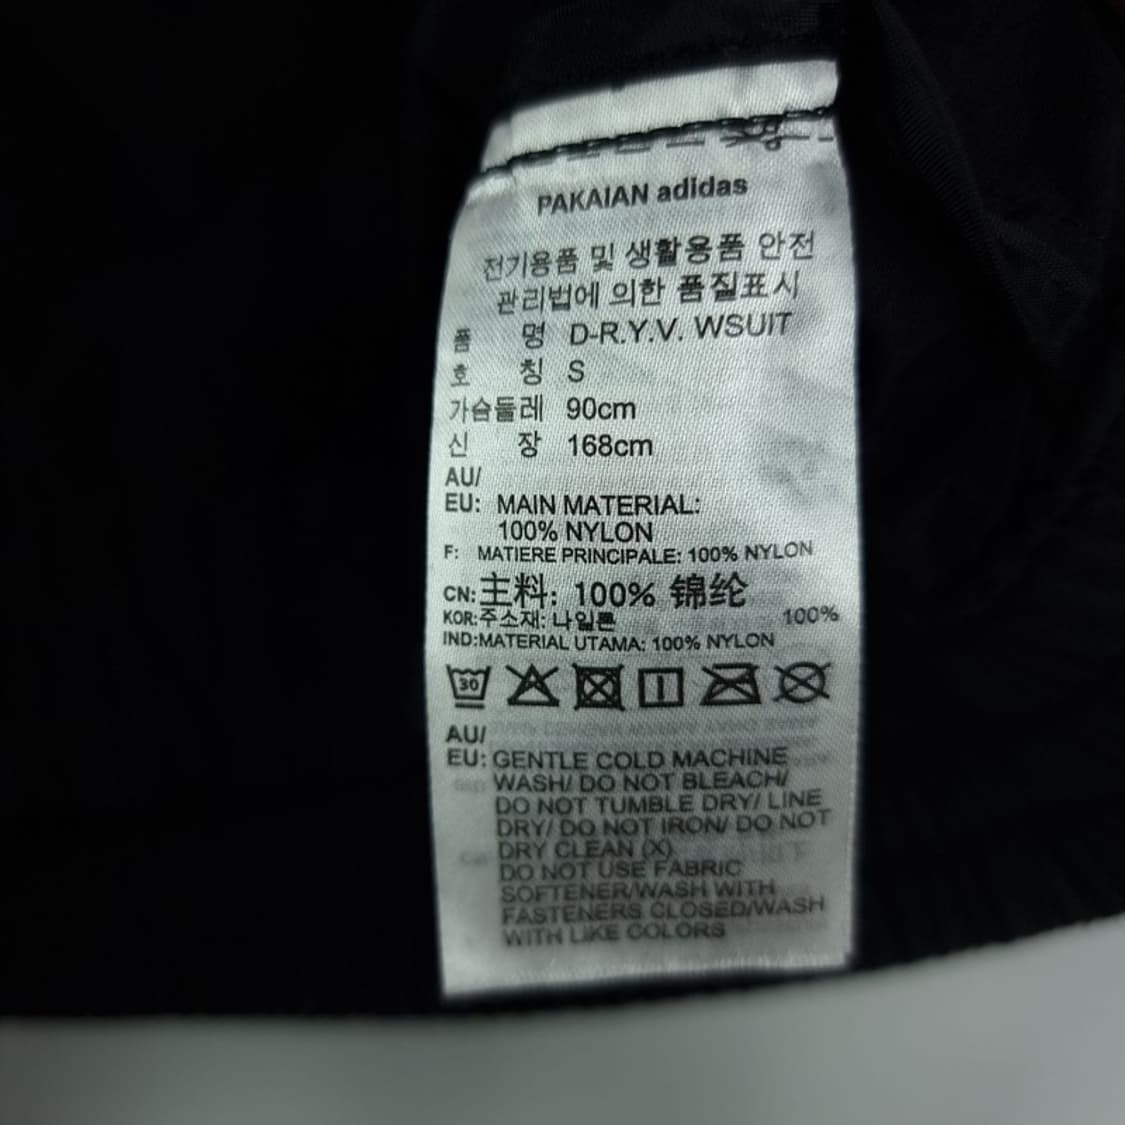 PAKAIAN adidas
전기용품 및 생활용품 안전
관리법에 의한 품질표시
품 명 D-R.Y.V. WSUIT
호 칭 S
가슴둘레 90cm
신 장 168cm
AU/
EU: MAIN MATERIAL:
100% NYLON
F: MATIERE PRINCIPALE: 100% NYLON
CN:主料: 100% 锦纶
KOR:주소재: 나일론 100%
IND:MATERIAL UTAMA: 100% NYLON
30
AU/
EU: GENTLE COLD MACHINE
WASH/ DO NOT BLEACH/
DO NOT TUMBLE DRY/ LINE
DRY/ DO NOT IRON/ DO NOT
DRY CLEAN (X)
DO NOT USE FABRIC
SOFTENER/WASH WITH
FASTENERS CLOSED/WASH
WITH LIKE COLORS